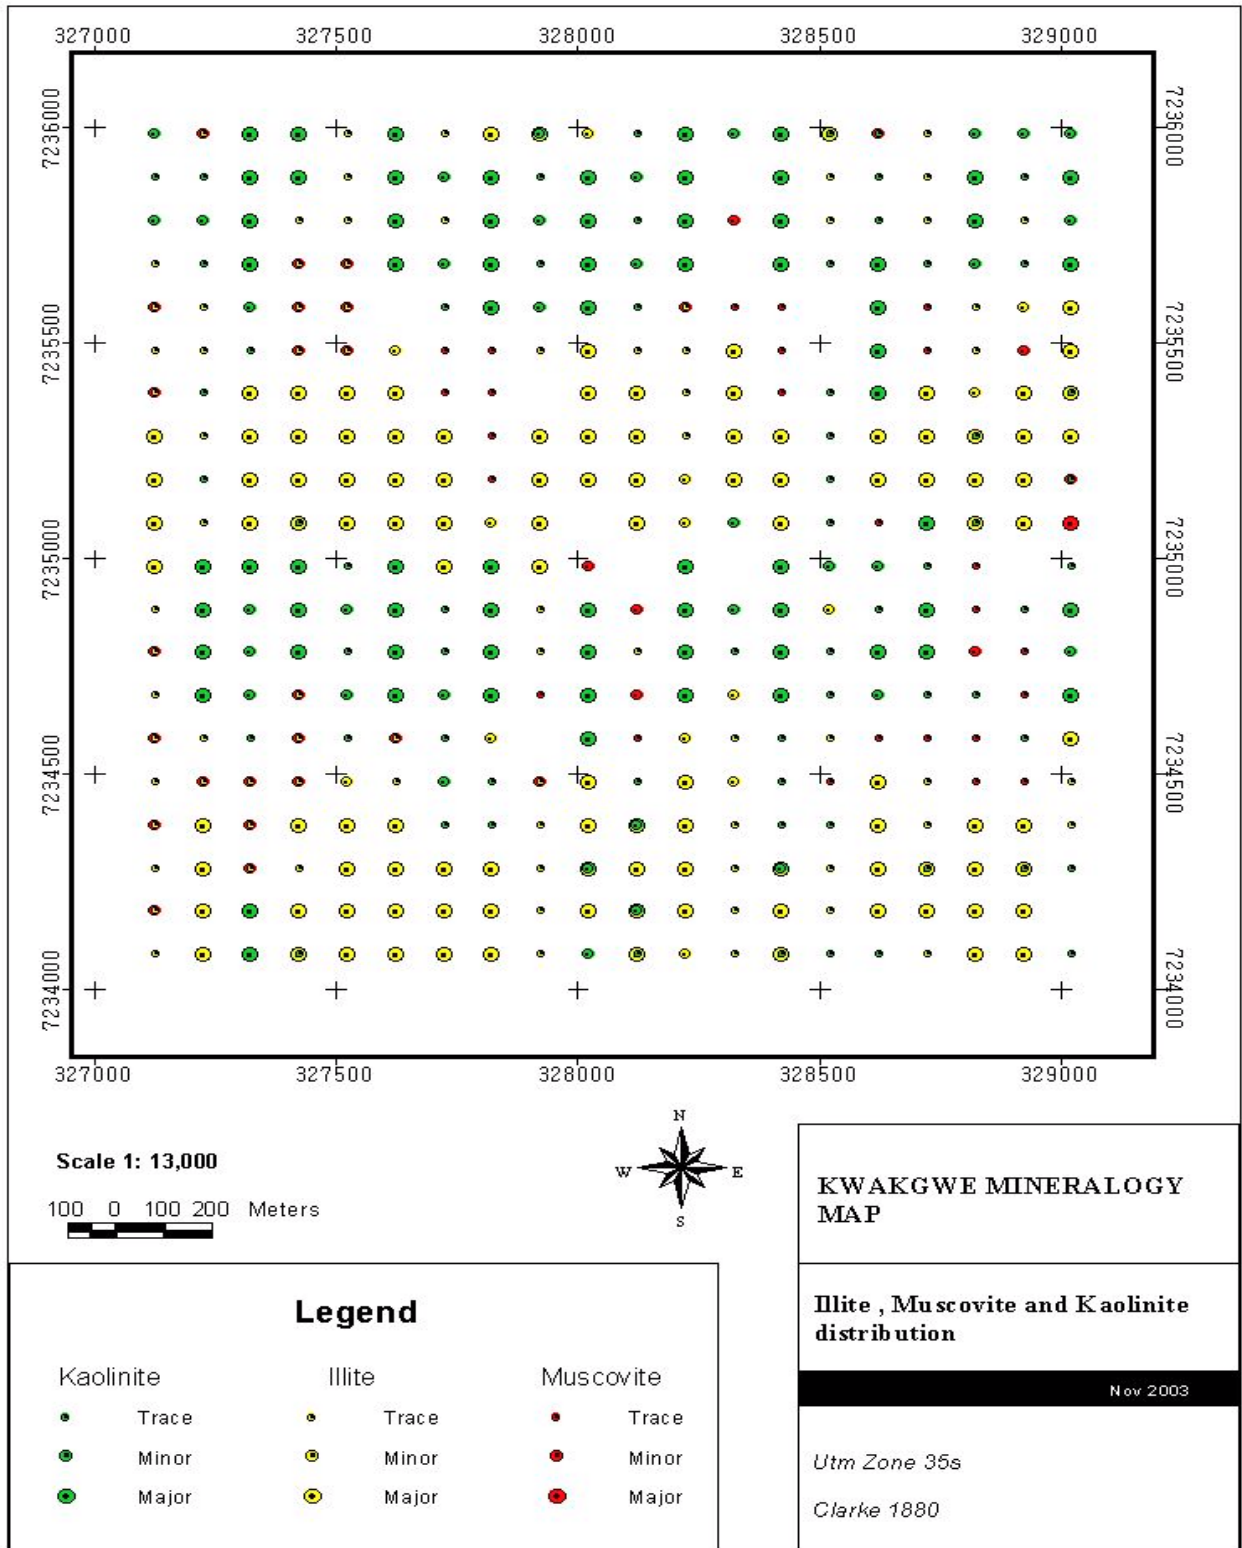 327000 327500 328000 328500 329000
7236000 7236000
7235500 7235500
7235000 7235000
7234500 7234500
7234000 7234000
327000 327500 328000 328500 329000
N
W E
S
Scale 1: 13,000
100 0 100 200 Meters
KWAKGWE MINERALOGY
MAP
Illite , Muscovite and Kaolinite
distribution
Nov 2003
Utm Zone 35s
Clarke 1880
Legend
Kaolinite Illite Muscovite
Trace Trace Trace
Minor Minor Minor
Major Major Major